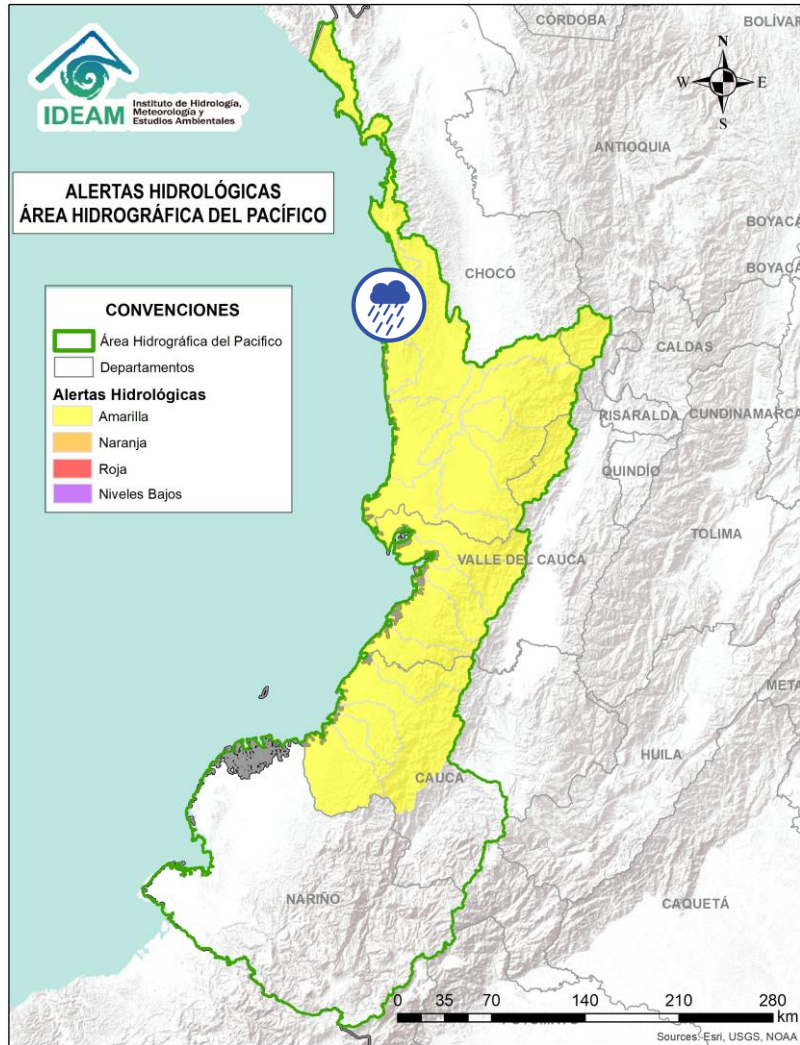 CÓRDOBA
BOLÍVAR
N
W E
S
IDEAM
Instituto de Hidrología,
Meteorología y
Estudios Ambientales
ANTIOQUIA
ALERTAS HIDROLÓGICAS
ÁREA HIDROGRÁFICA DEL PACÍFICO
BOYACÁ
CHOCÓ
BOYACÁ
CONVENCIONES
Área Hidrográfica del Pacifico
Departamentos
Alertas Hidrológicas
Amarilla
Naranja
Roja
Niveles Bajos
CALDAS
RISARALDA
CUNDINAMARCA
QUINDÍO
TOLIMA
VALLE DEL CAUCA
META
HUILA
CAUCA
NARIÑO
CAQUETÁ
0 35 70 140 210 280
km
Sources: Esri, USGS, NOAA